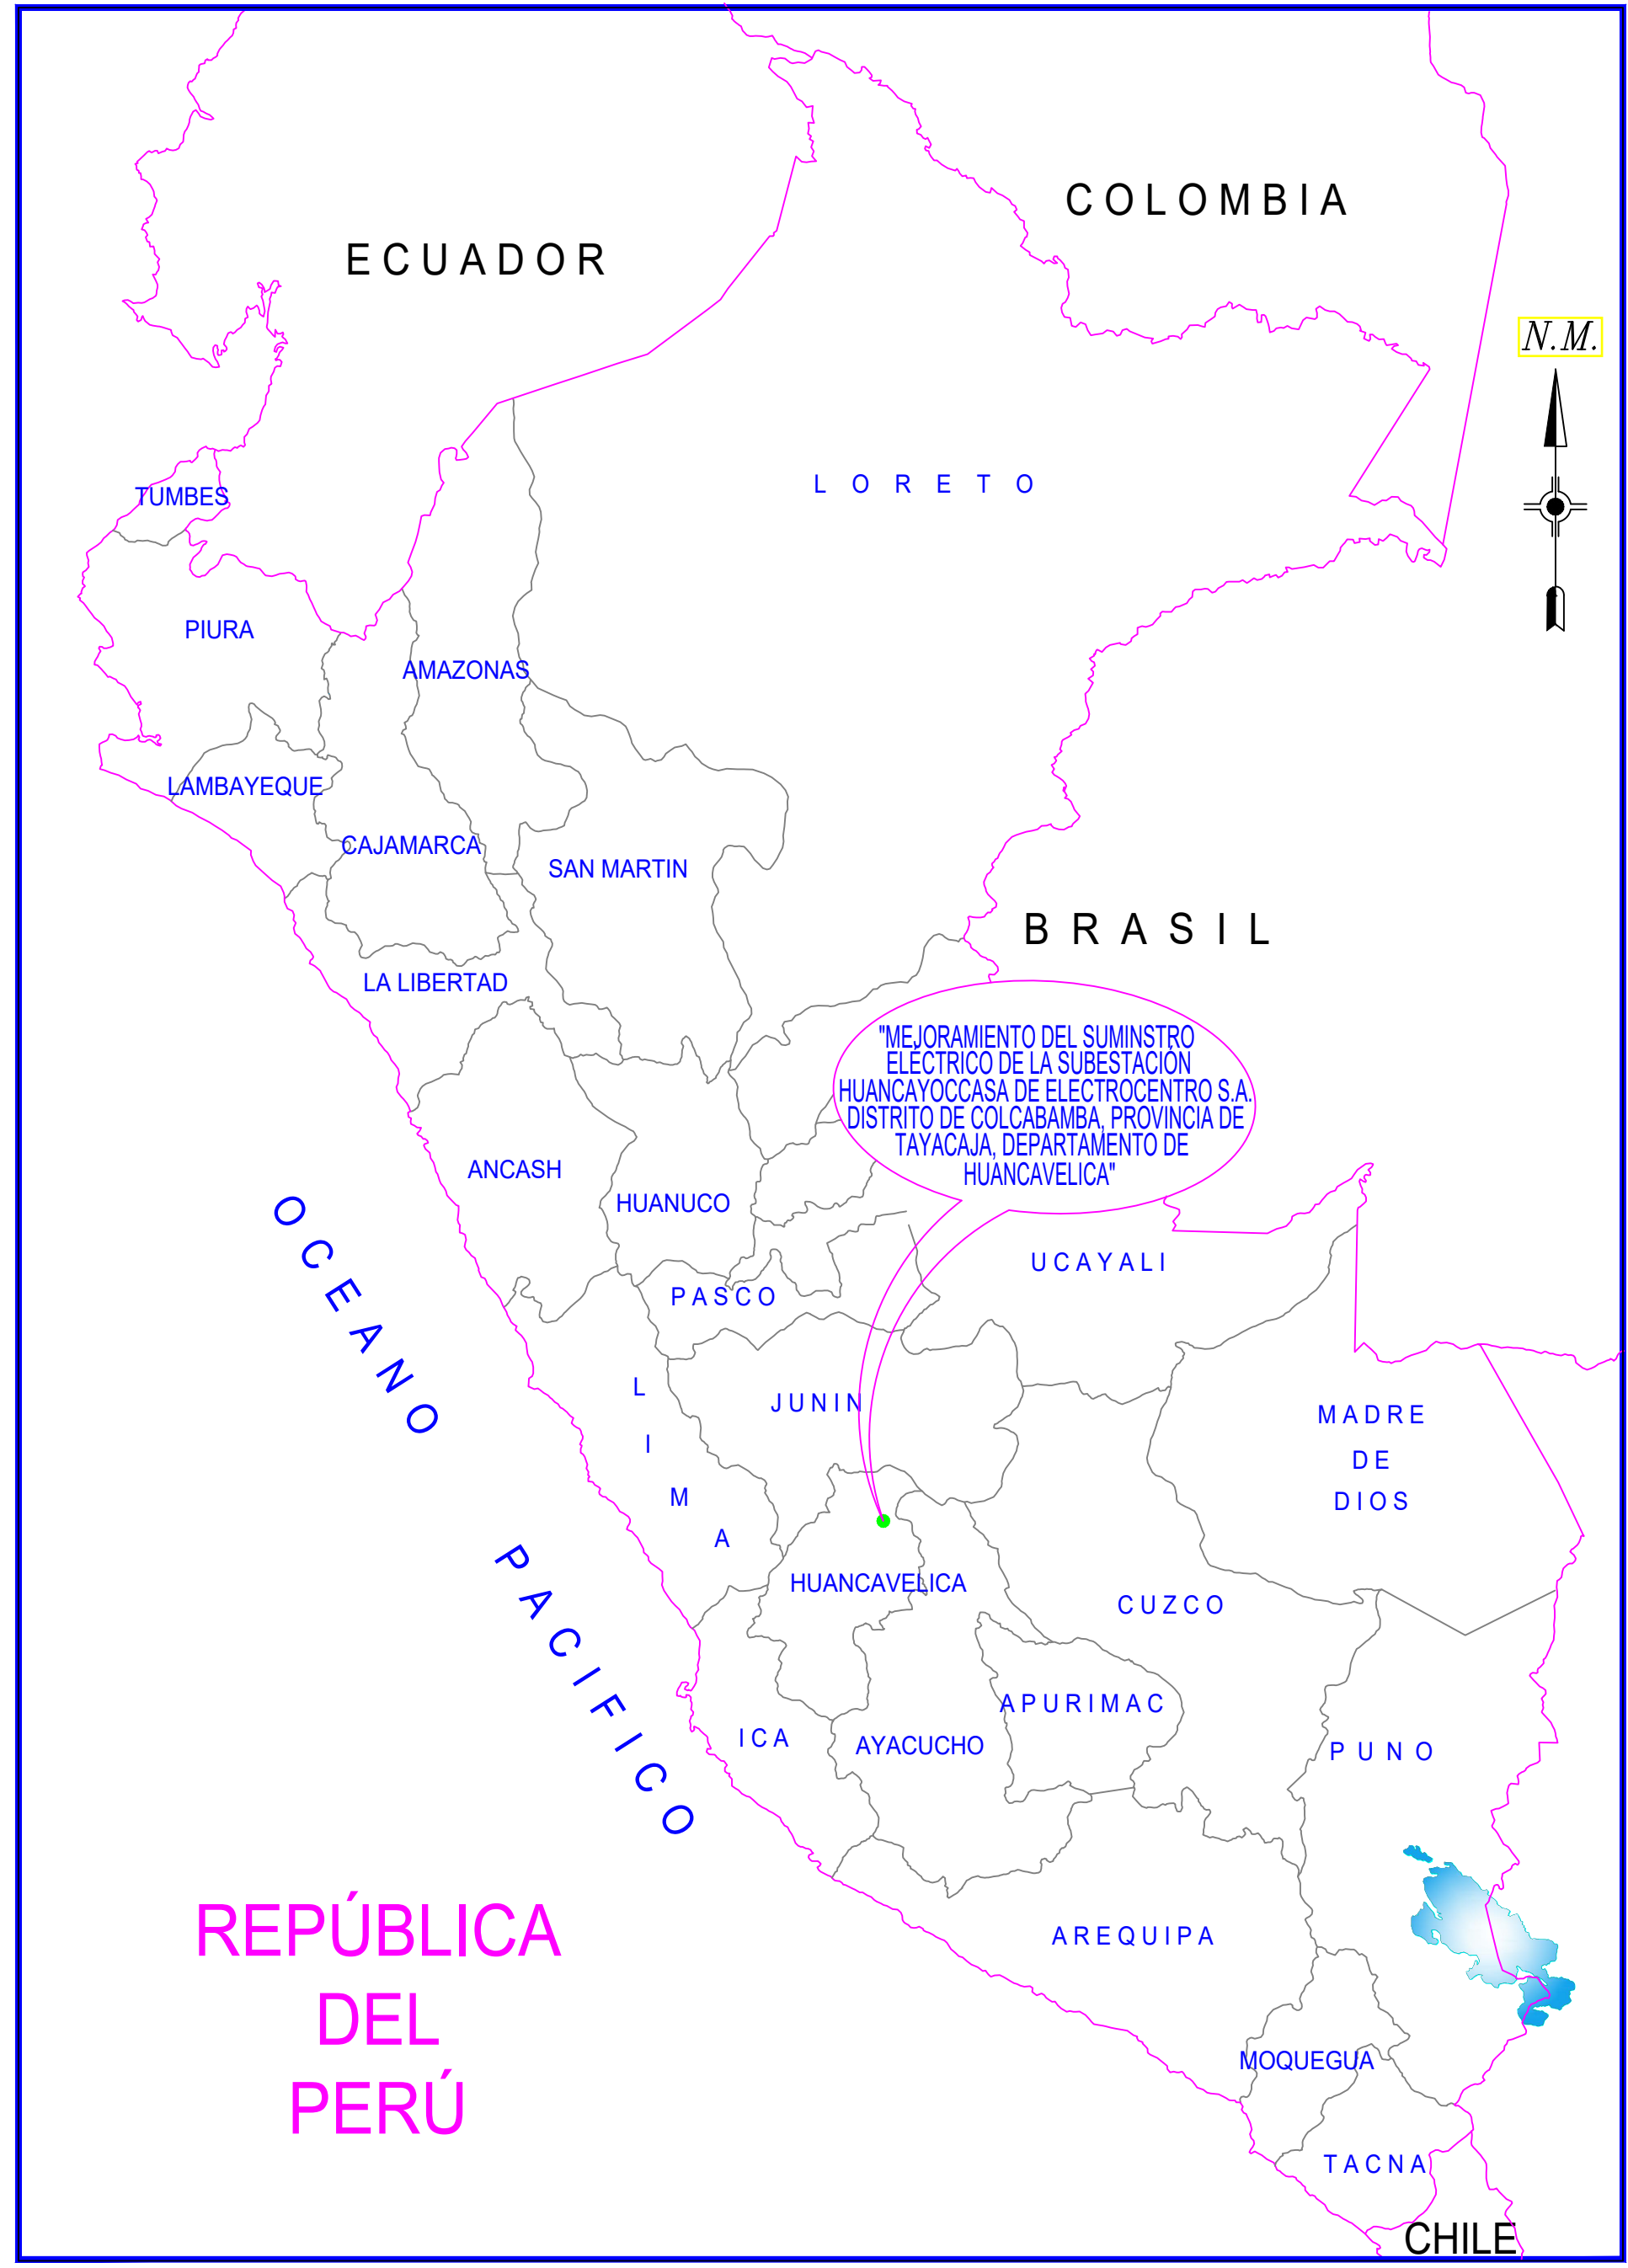 COLOMBIA
ECUADOR
N.M.
LORETO
TUMBES
PIURA
AMAZONAS
LAMBAYEQUE
CAJAMARCA
SAN MARTIN
BRASIL
LA LIBERTAD
"MEJORAMIENTO DEL SUMINSTRO
ELÉCTRICO DE LA SUBESTACIÓN
HUANCAYOCCASA DE ELECTROCENTRO S.A.
DISTRITO DE COLCABAMBA, PROVINCIA DE
TAYACAJA, DEPARTAMENTO DE
HUANCAVELICA"
ANCASH
HUANUCO
UCAYALI
PASCO
OCEANO PACIFICO
LIMA
JUNIN
MADRE
DE
DIOS
HUANCAVELICA
CUZCO
APURIMAC
ICA
AYACUCHO
PUNO
REPÚBLICA
DEL
PERÚ
AREQUIPA
MOQUEGUA
TACNA
CHILE